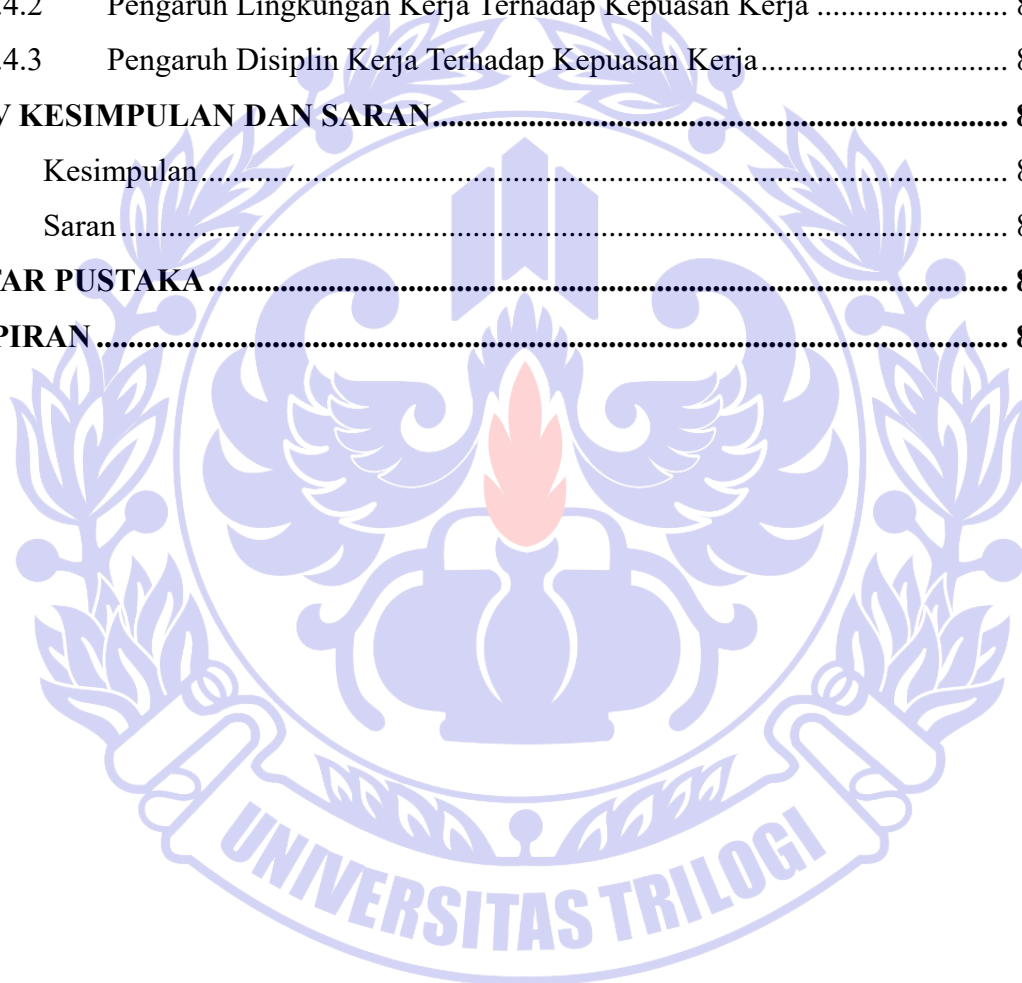 .4.2 Pengaruh Lingkungan Kerja Terhadap Kepuasan Kerja ...................... 8
.4.3 Pengaruh Disiplin Kerja Terhadap Kepuasan Kerja ............................. 8
V KESIMPULAN DAN SARAN ..................................................................... 8
Kesimpulan ................................................................................................. 8
Saran ........................................................................................................... 8
TAR PUSTAKA ................................................................................................ 8
PIRAN ............................................................................................................. 8
UNIVERSITAS TRILOGI